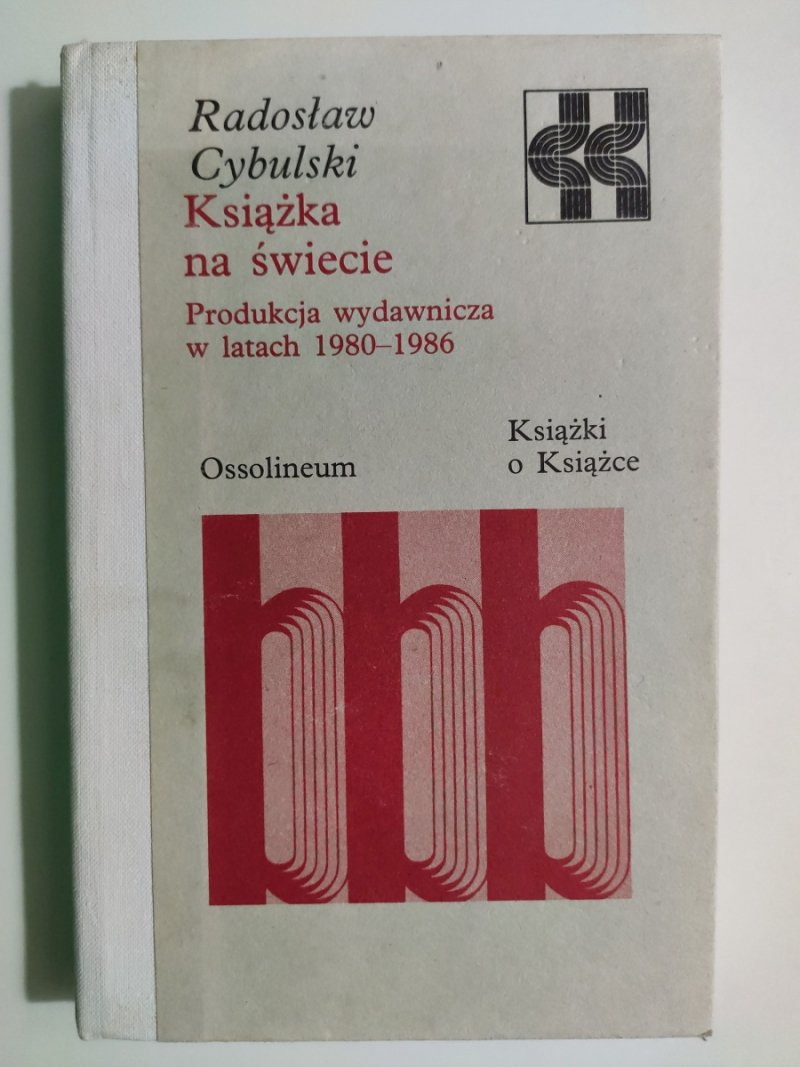 Radosław
Cybulski
Książka
na świecie
Produkcja wydawnicza
w latach 1980–1986
Książki
o Książce
Ossolineum